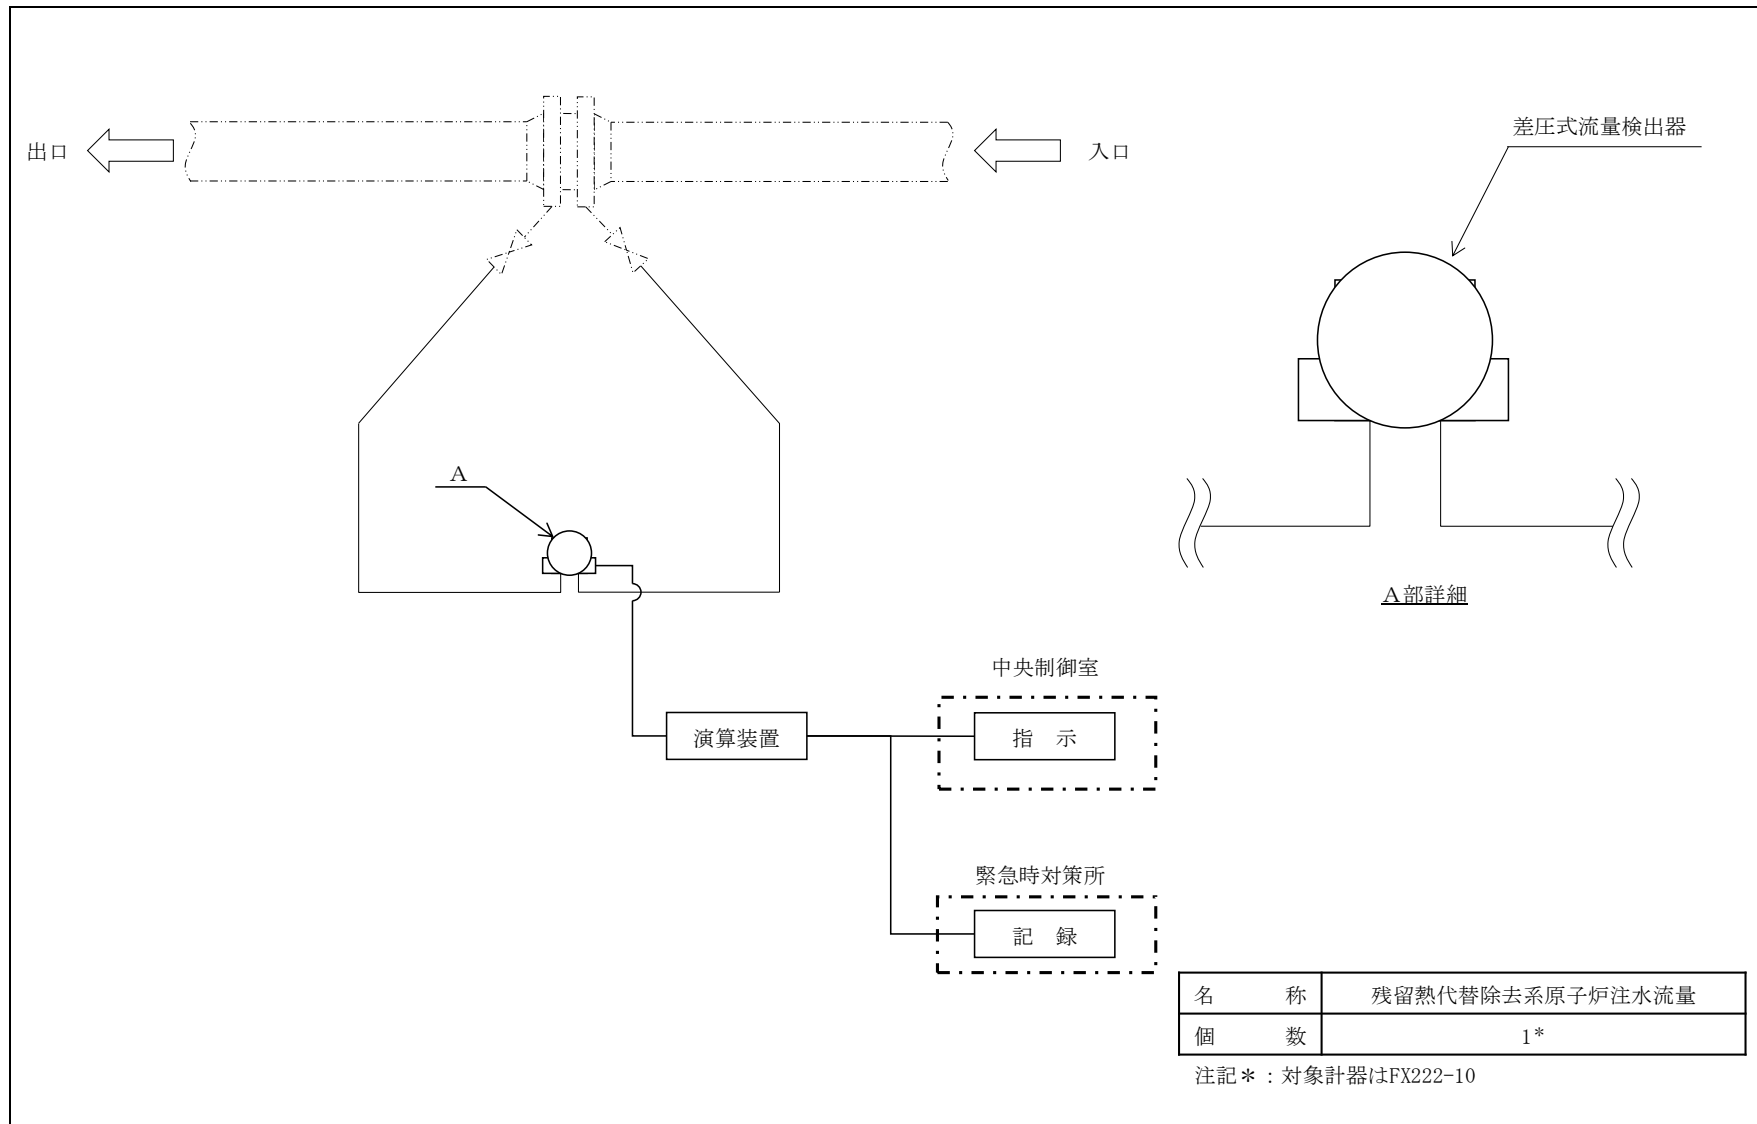 出口
入口
差圧式流量検出器
A
A部詳細
中央制御室
演算装置
指　示
緊急時対策所
記　録
名　称　残留熱代替除去系原子炉注水流量
個　数　1*
注記＊：対象計器はFX222-10